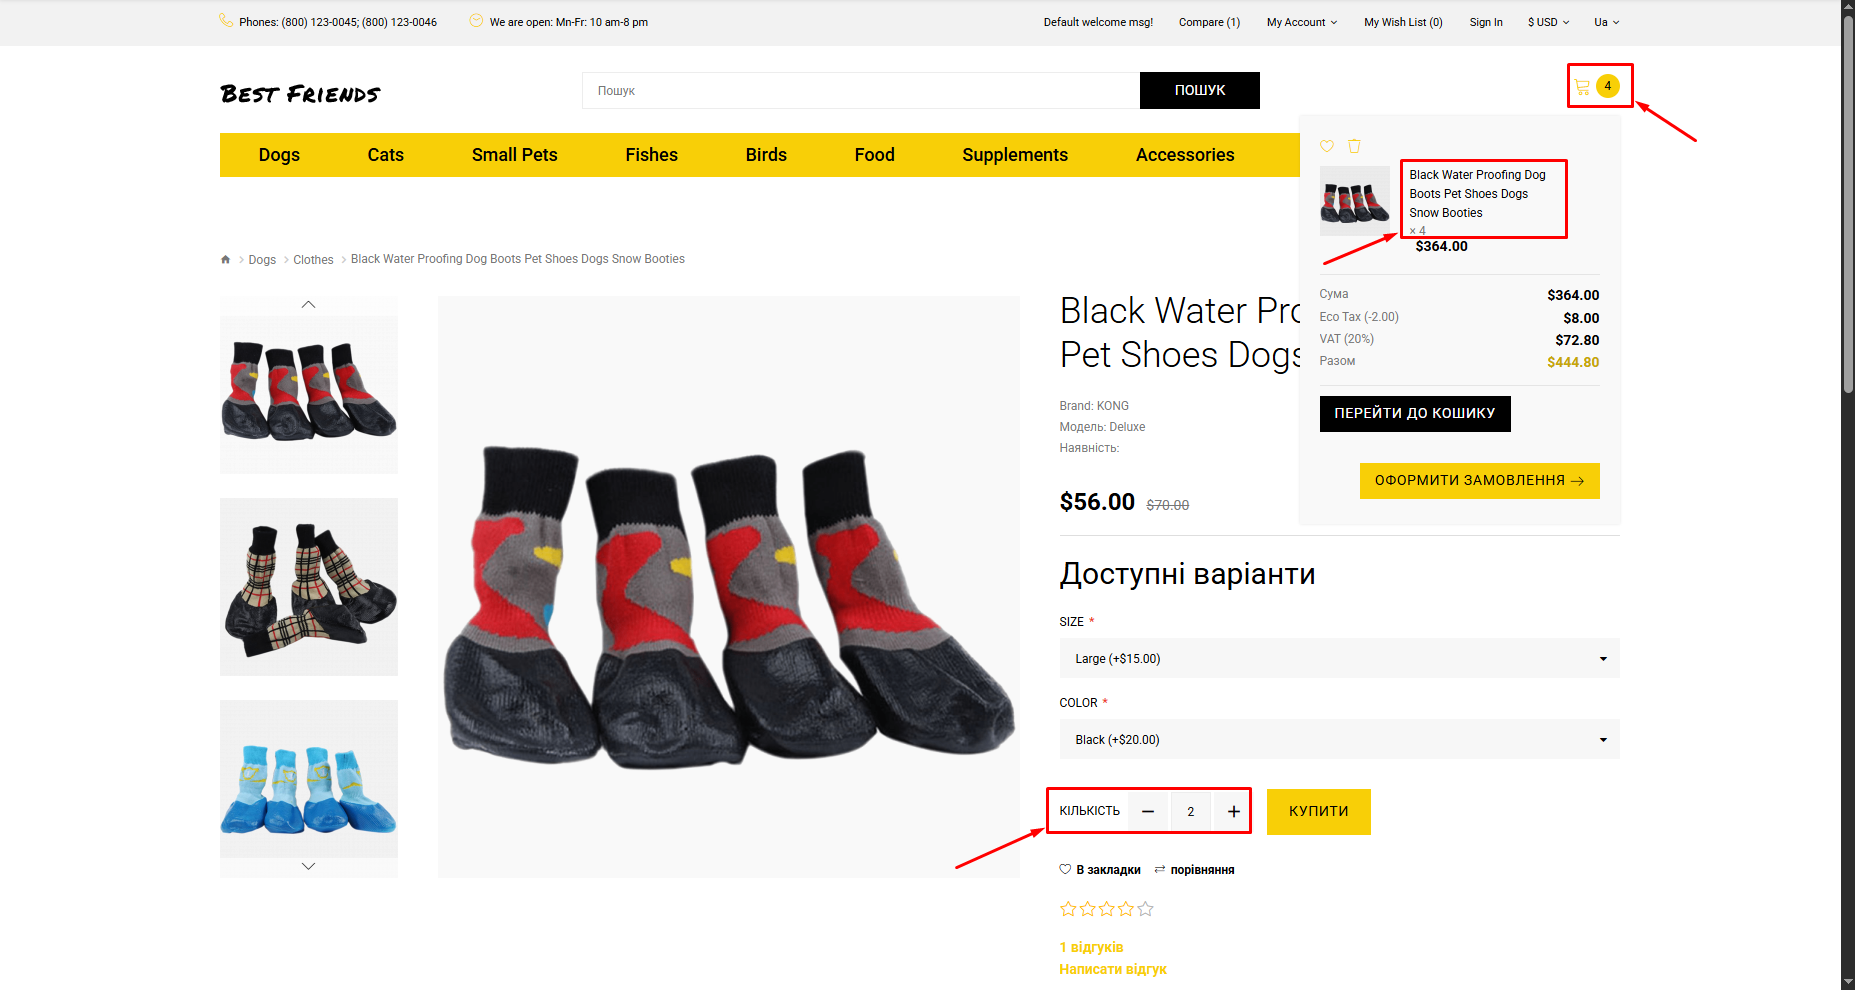 Phones: (800) 123-0045; (800) 123-0046
We are open: Mn-Fr: 10 am-8 pm
Default welcome msg!
Compare (1)
My Account
My Wish List (0)
Sign In
$ USD
Ua
Best Friends
Пошук
ПОШУК
4
Dogs
Cats
Small Pets
Fishes
Birds
Food
Supplements
Accessories
Black Water Proofing Dog
Boots Pet Shoes Dogs
Snow Booties
× 4
$364.00
Сума $364.00
Eco Tax (-2.00) $8.00
VAT (20%) $72.80
Разом $444.80
ПЕРЕЙТИ ДО КОШИКУ
ОФОРМИТИ ЗАМОВЛЕННЯ
Dogs
Clothes
Black Water Proofing Dog Boots Pet Shoes Dogs Snow Booties
Black Water Pro
Pet Shoes Dogs
Brand: KONG
Модель: Deluxe
Наявність:
$56.00 $70.00
Доступні варіанти
SIZE *
Large (+$15.00)
COLOR *
Black (+$20.00)
КІЛЬКІСТЬ − 2 +
КУПИТИ
В закладки
порівняння
1 відгуків
Написати відгук